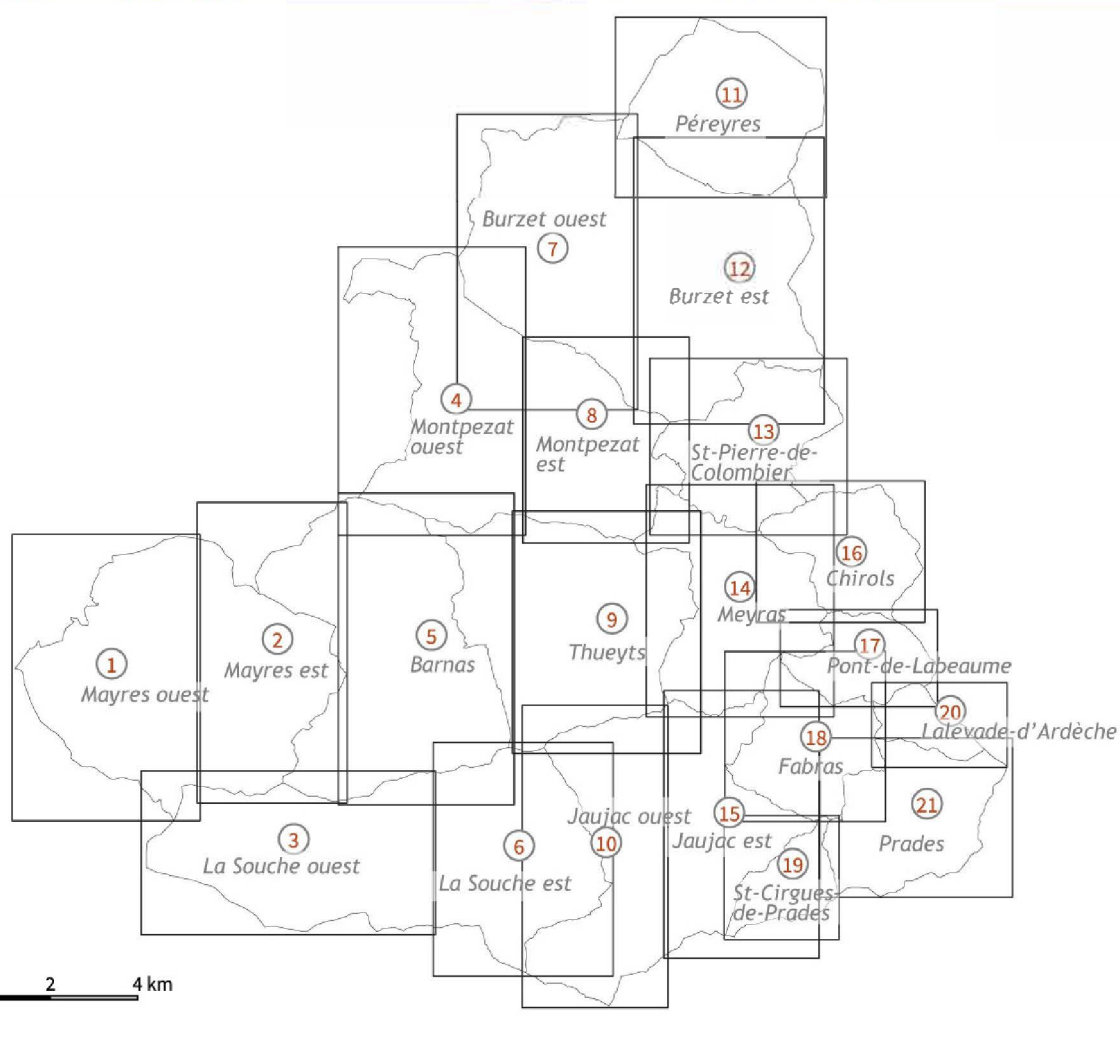 11
Péreyres
Burzet ouest
7
12
Burzet est
4
Montpezat
ouest
8
Montpezat
est
13
St-Pierre-de-
Colombier
16
Chirols
14
Meyras
9
Thueyts
5
Barnas
2
Mayres est
1
Mayres ouest
17
Pont-de-Labeaume
20
Lalevade-d’Ardèche
18
Fabras
21
Prades
15
Jaujac est
Jaujac ouest
10
19
St-Cirgues-
de-Prades
6
La Souche est
3
La Souche ouest
2 4 km